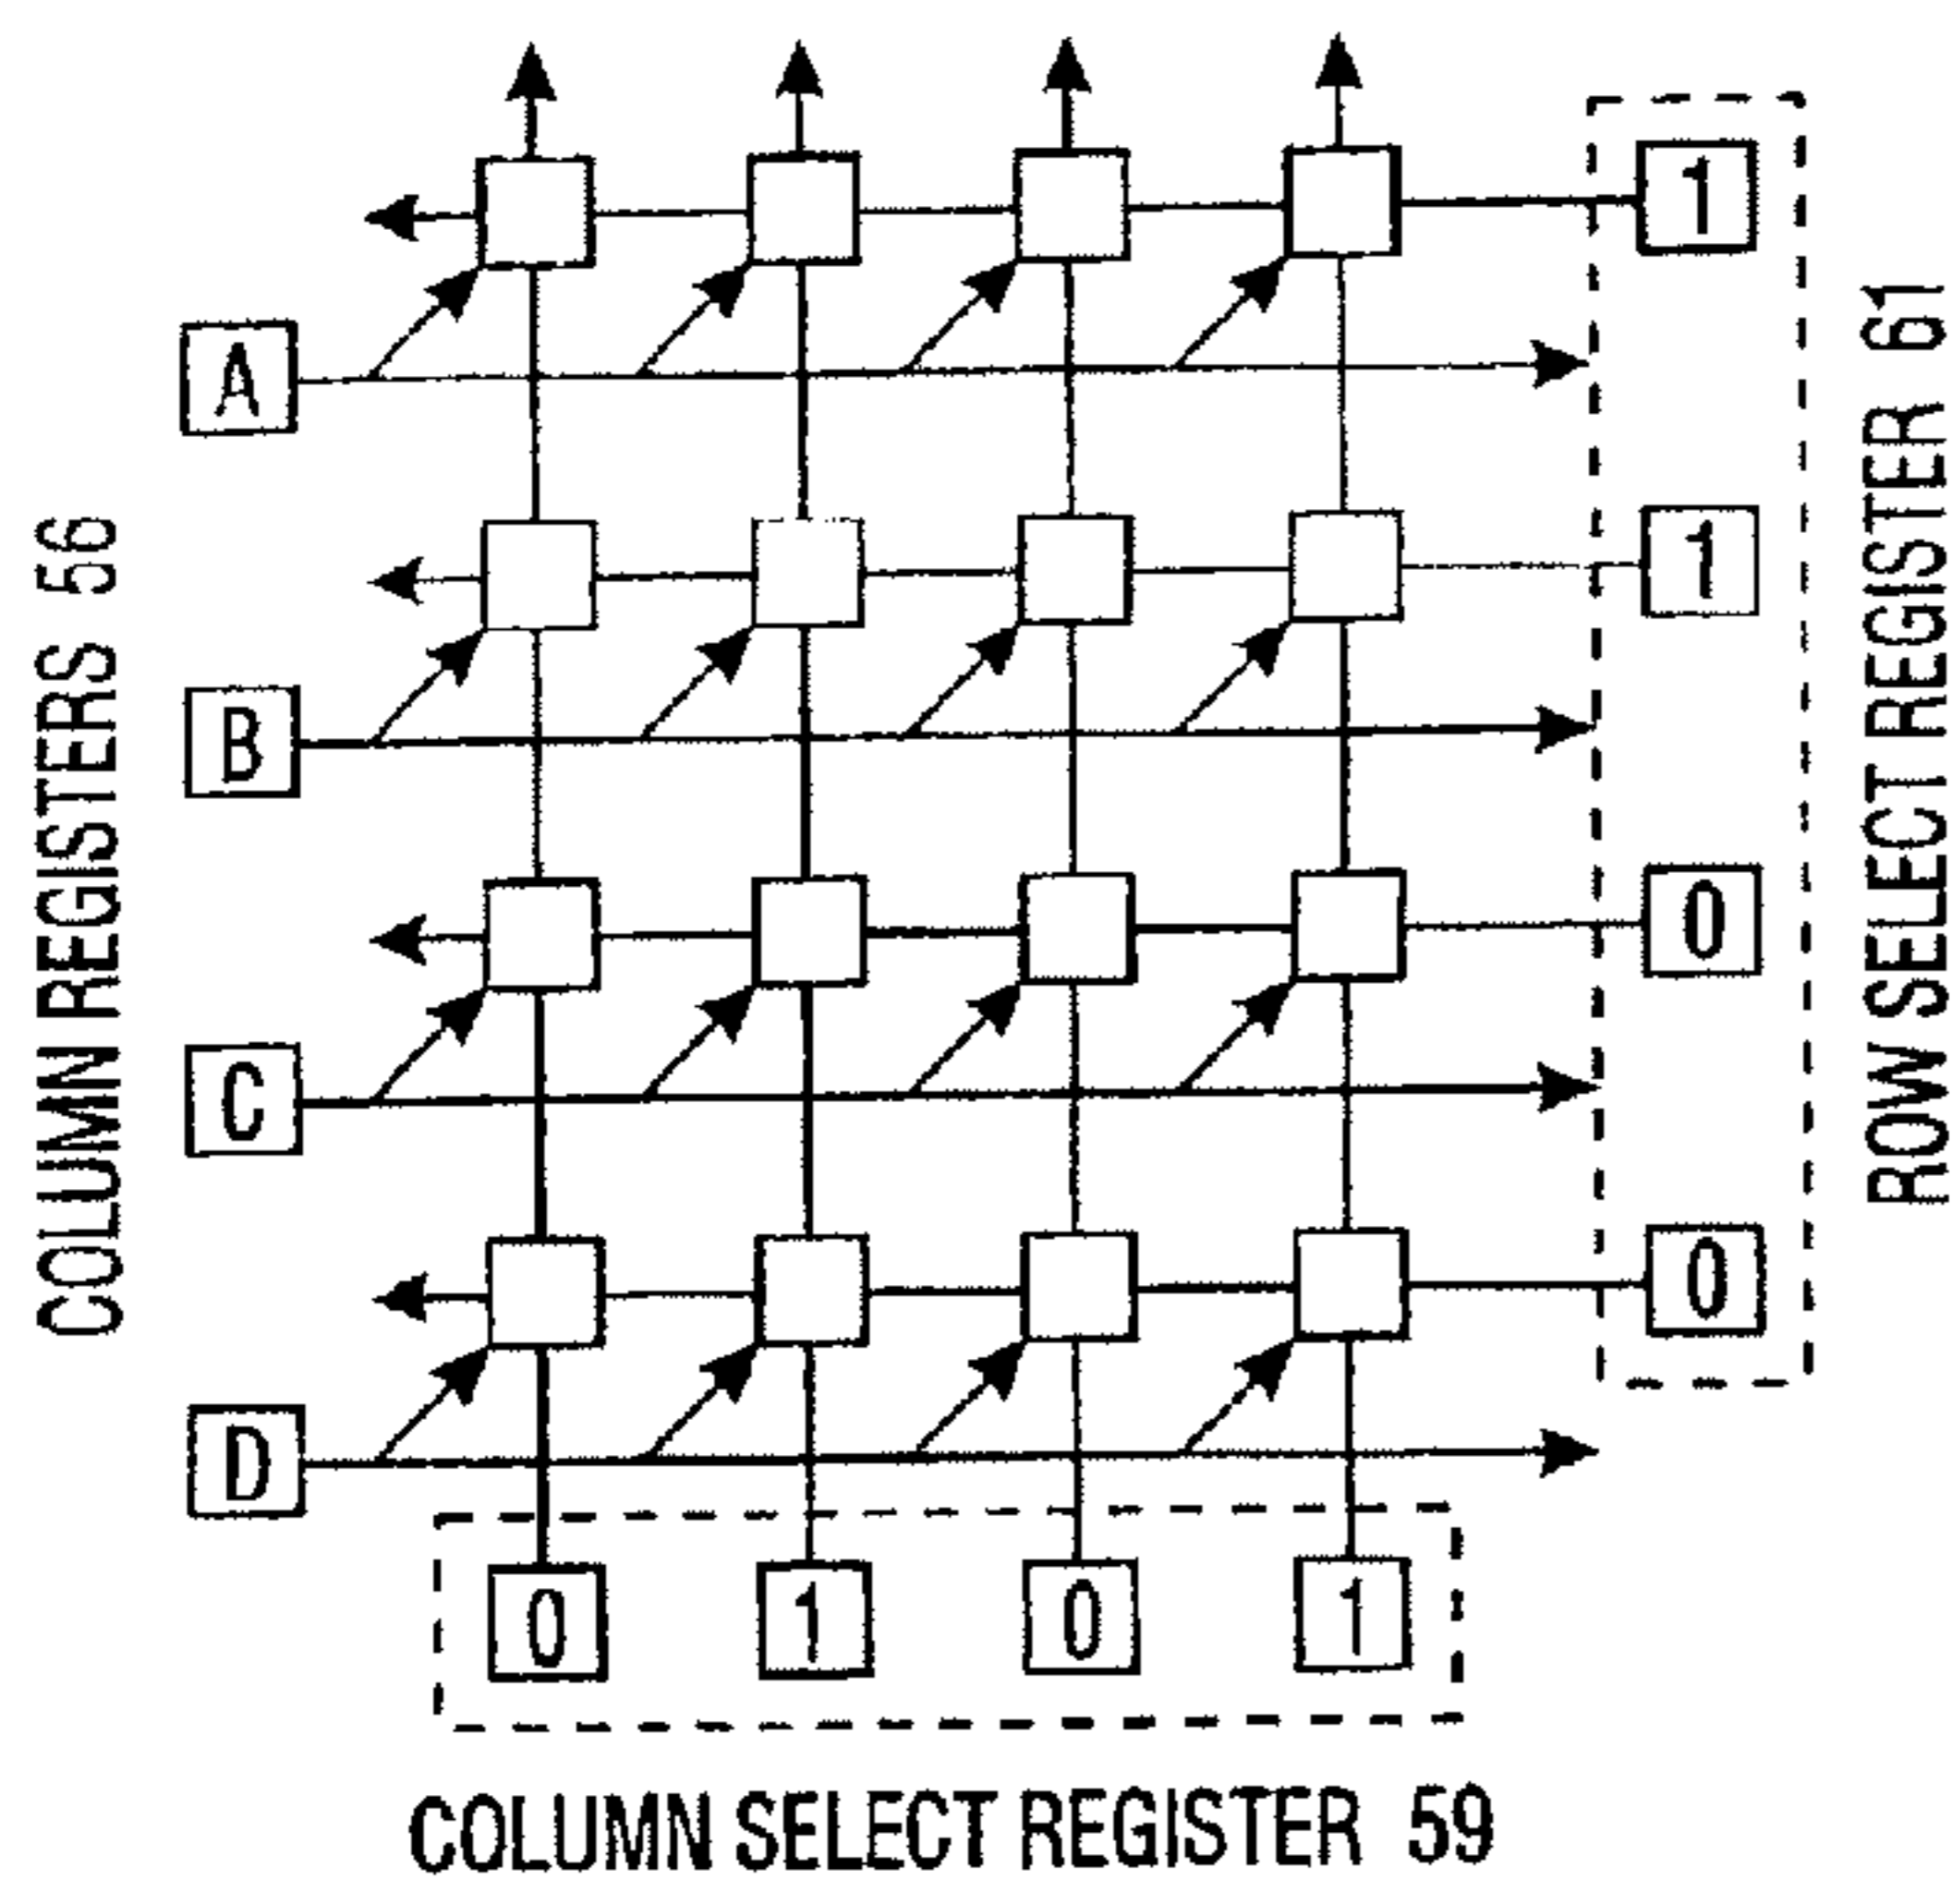 COLUMN REGISTERS 56
A
B
C
D
1
1
0
0
ROW SELECT REGISTER 61
0 1 0 1
COLUMN SELECT REGISTER 59